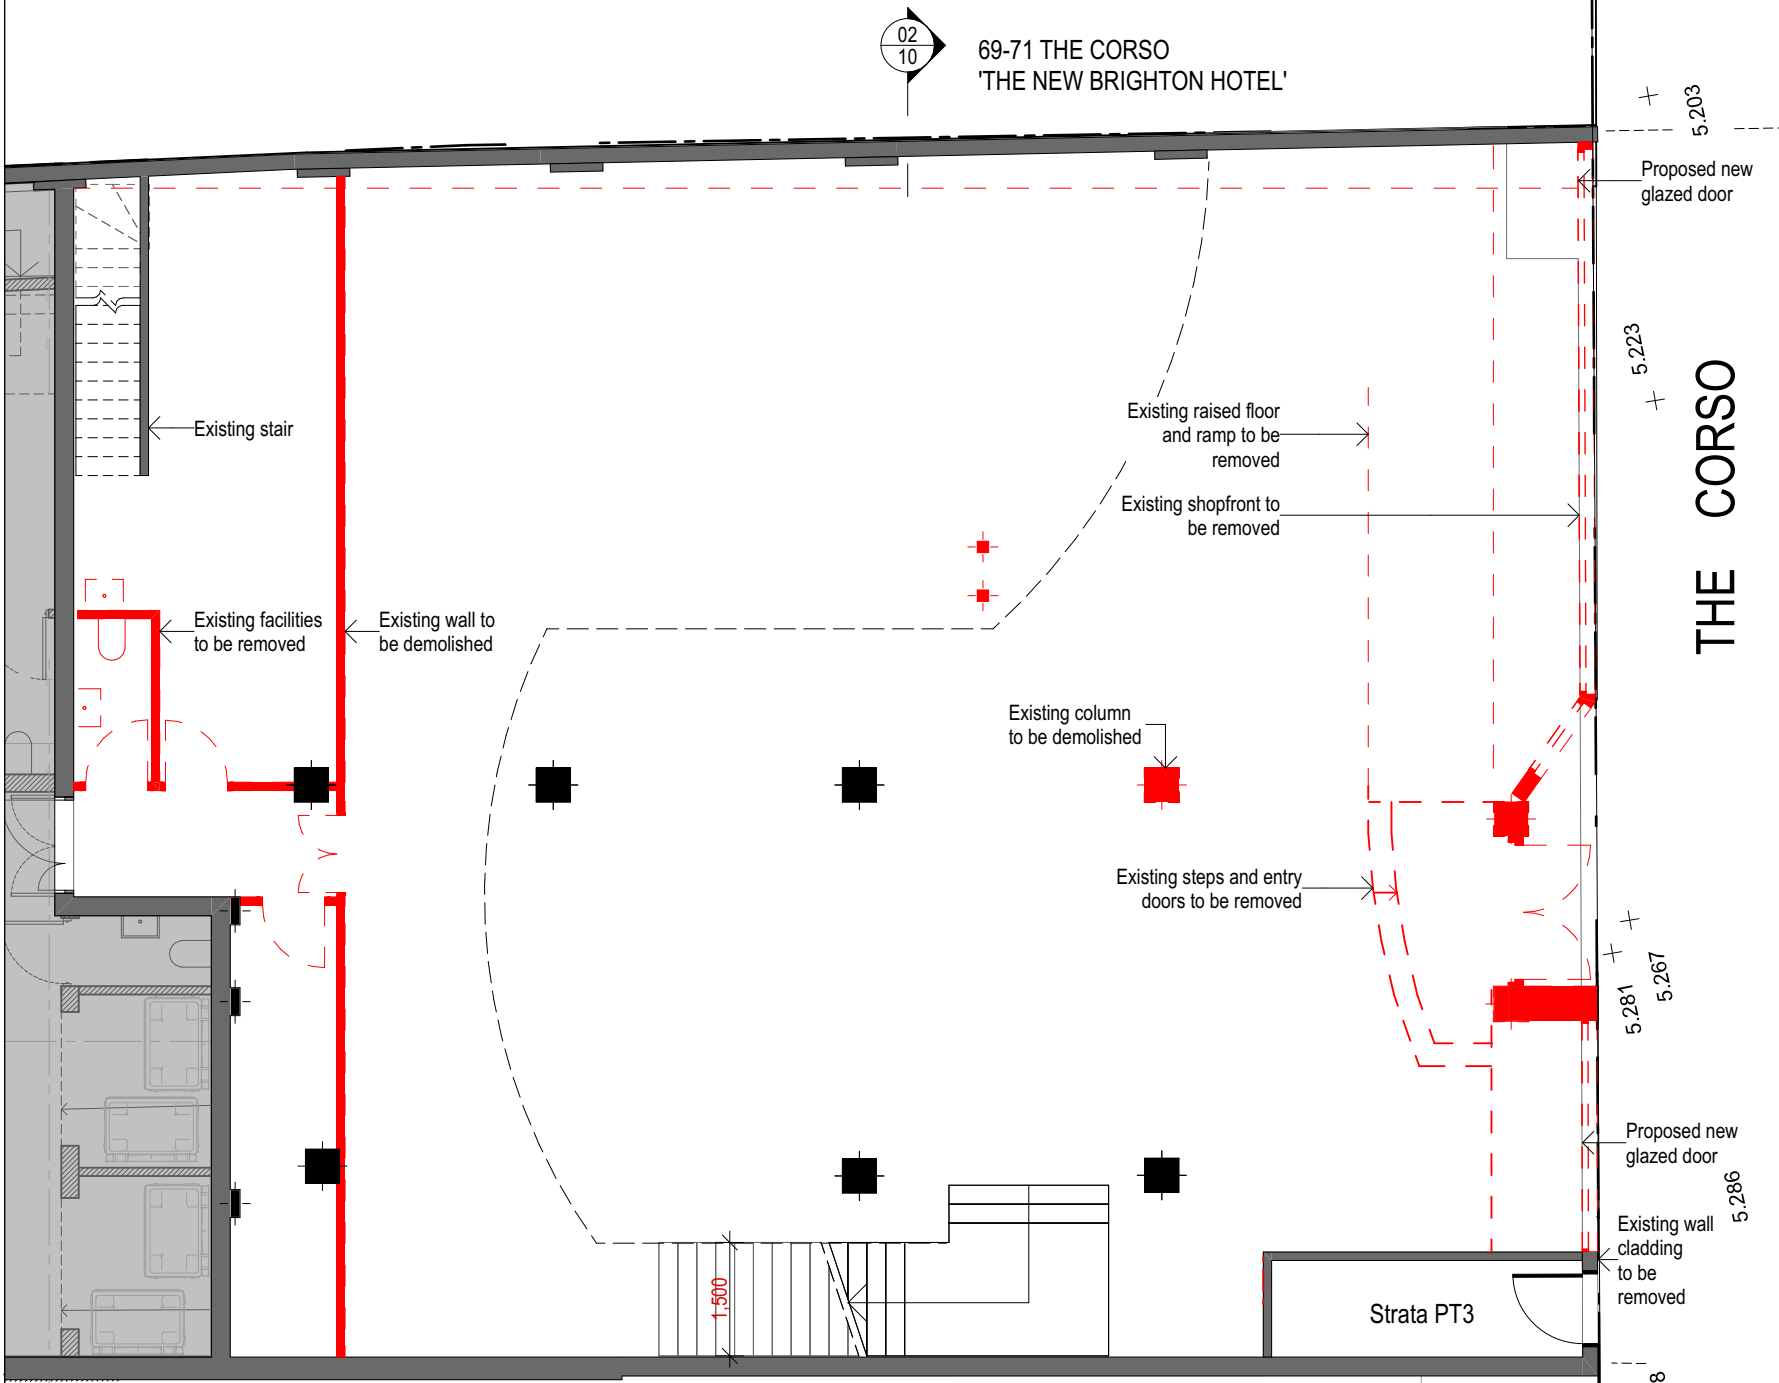 02
10
69-71 THE CORSO
'THE NEW BRIGHTON HOTEL'
5.203
Proposed new
glazed door
5.223
THE CORSO
Existing stair
Existing raised floor
and ramp to be
removed
Existing shopfront to
be removed
Existing facilities
to be removed
Existing wall to
be demolished
Existing column
to be demolished
Existing steps and entry
doors to be removed
5.267
5.281
Proposed new
glazed door
5.286
Existing wall
cladding
to be
removed
1,500
Strata PT3
8